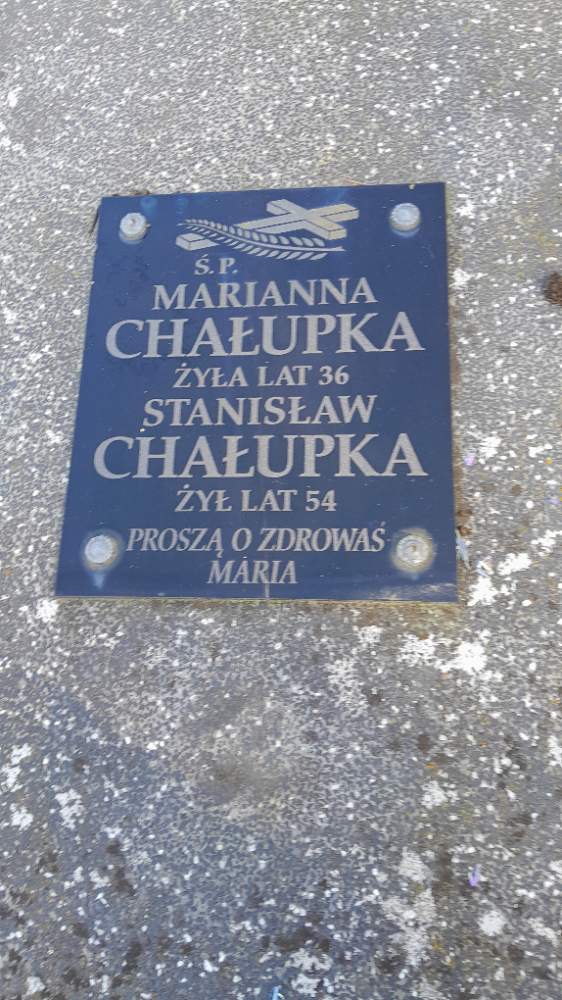 Ś. P.
MARIANNA
CHAŁUPKA
ŻYŁA LAT 36
STANISŁAW
CHAŁUPKA
ŻYŁ LAT 54
PROSZĄ O ZDROWAŚ
MARIA